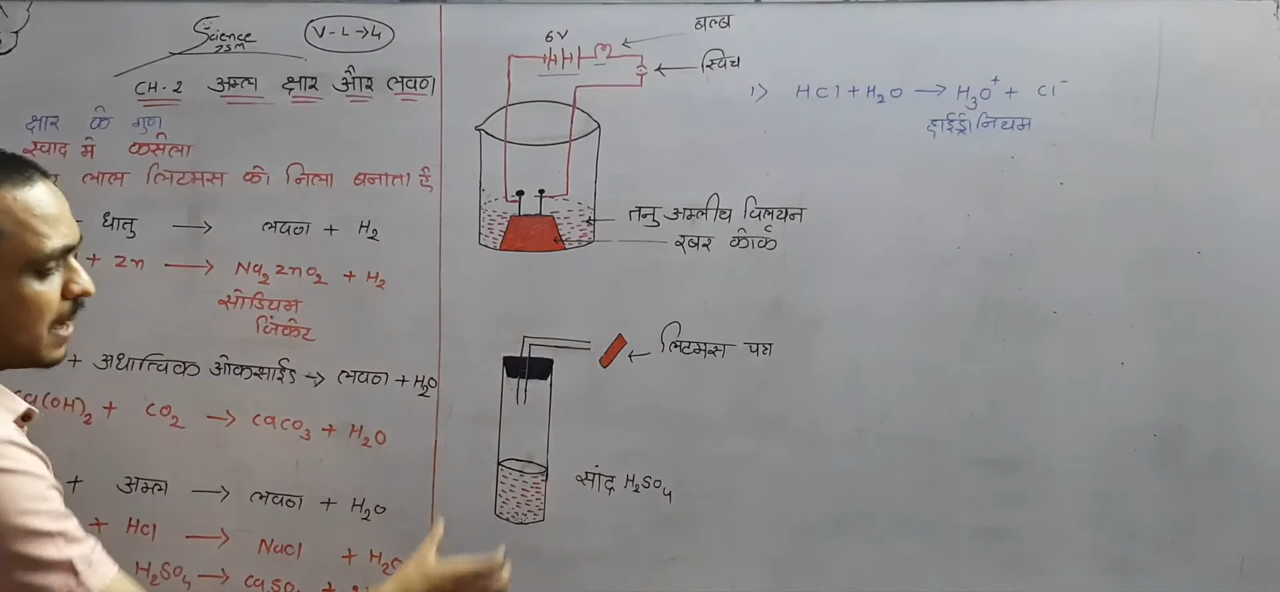 Science
V-L→4
CH-2 अम्ल क्षार और लवण
क्षार के गुण
स्वाद मे कसैला
लाल लिटमस को निला बनाता है
धातु → लवण + H₂
+ Zn → Na₂ZnO₂ + H₂
सोडियम
जिंकेट
+ अधात्विक ओक्साईड → लवण + H₂O
Ca(OH)₂ + CO₂ → CaCO₃ + H₂O
+ अम्ल → लवण + H₂O
+ HCl → NaCl + H₂O
H₂SO₄ → CaSO₄ +
6V
बल्ब
स्विच
तनु अम्लीय विलयन
रबर कॉर्क
लिटमस पत्र
सांद्र H₂SO₄
1) HCl + H₂O → H₃O⁺ + Cl⁻
हाईड्रोनियम